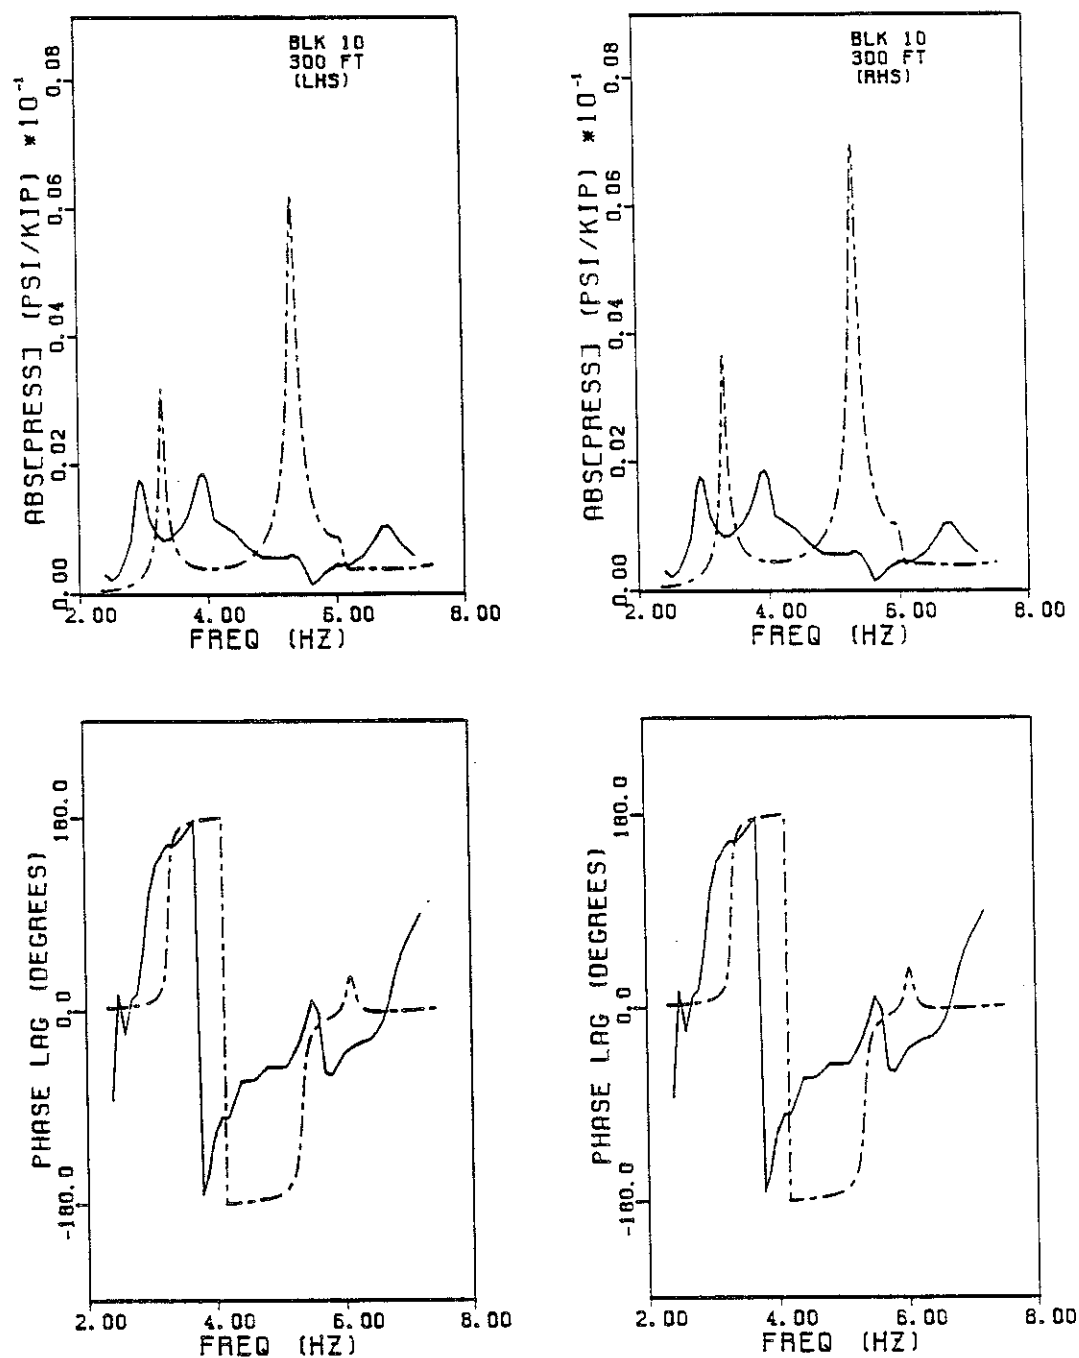 BLK 10
300 FT
(LHS)
ABS[PRESS] (PSI/KIP) *10⁻¹
0.08
0.06
0.04
0.02
0.00
2.00 4.00 6.00 8.00
FREQ (HZ)
BLK 10
300 FT
(RHS)
ABS[PRESS] (PSI/KIP) *10⁻¹
0.08
0.06
0.04
0.02
0.00
2.00 4.00 6.00 8.00
FREQ (HZ)
PHASE LAG (DEGREES)
180.0
0.0
-180.0
2.00 4.00 6.00 8.00
FREQ (HZ)
PHASE LAG (DEGREES)
180.0
0.0
-180.0
2.00 4.00 6.00 8.00
FREQ (HZ)